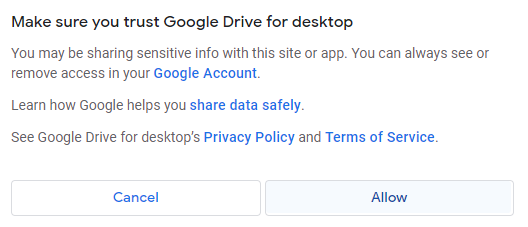 Make sure you trust Google Drive for desktop
You may be sharing sensitive info with this site or app. You can always see or
remove access in your Google Account.
Learn how Google helps you share data safely.
See Google Drive for desktop's Privacy Policy and Terms of Service.
Cancel
Allow